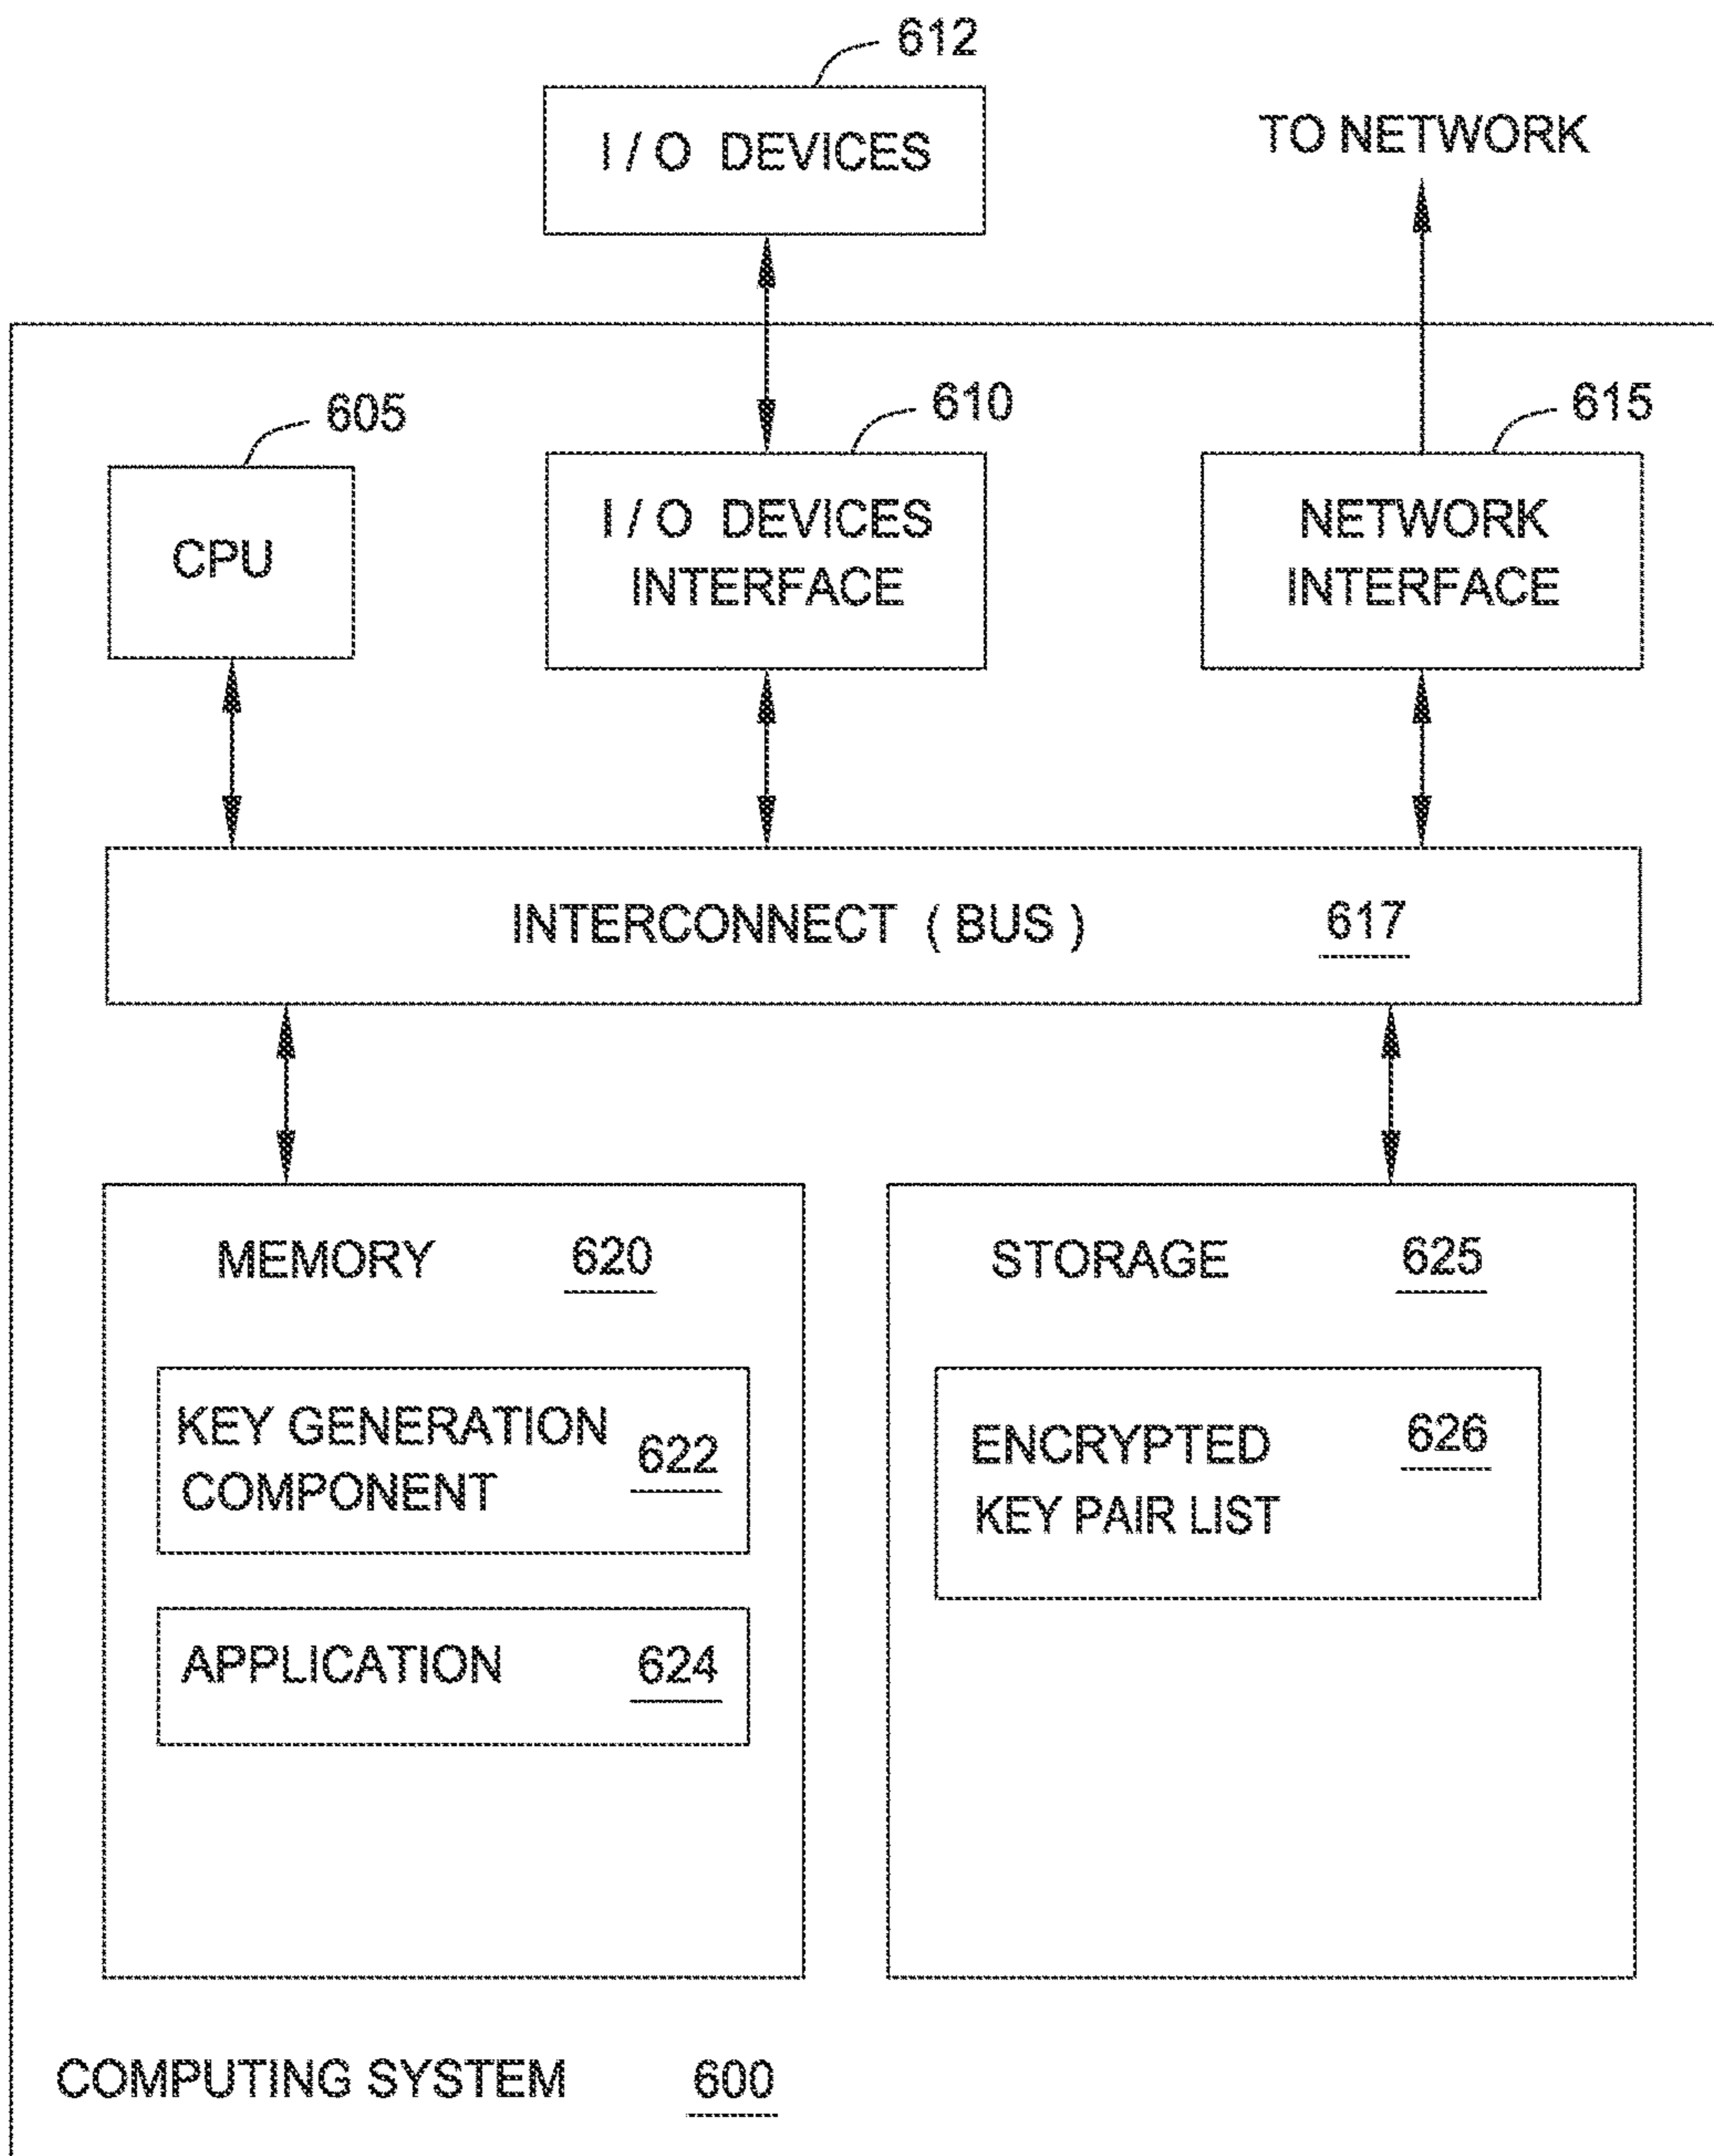 612
I / O DEVICES
TO NETWORK
605
610
615
CPU
I / O DEVICES
INTERFACE
NETWORK
INTERFACE
INTERCONNECT ( BUS ) 617
MEMORY 620
KEY GENERATION
COMPONENT 622
APPLICATION 624
STORAGE 625
ENCRYPTED 626
KEY PAIR LIST
COMPUTING SYSTEM 600